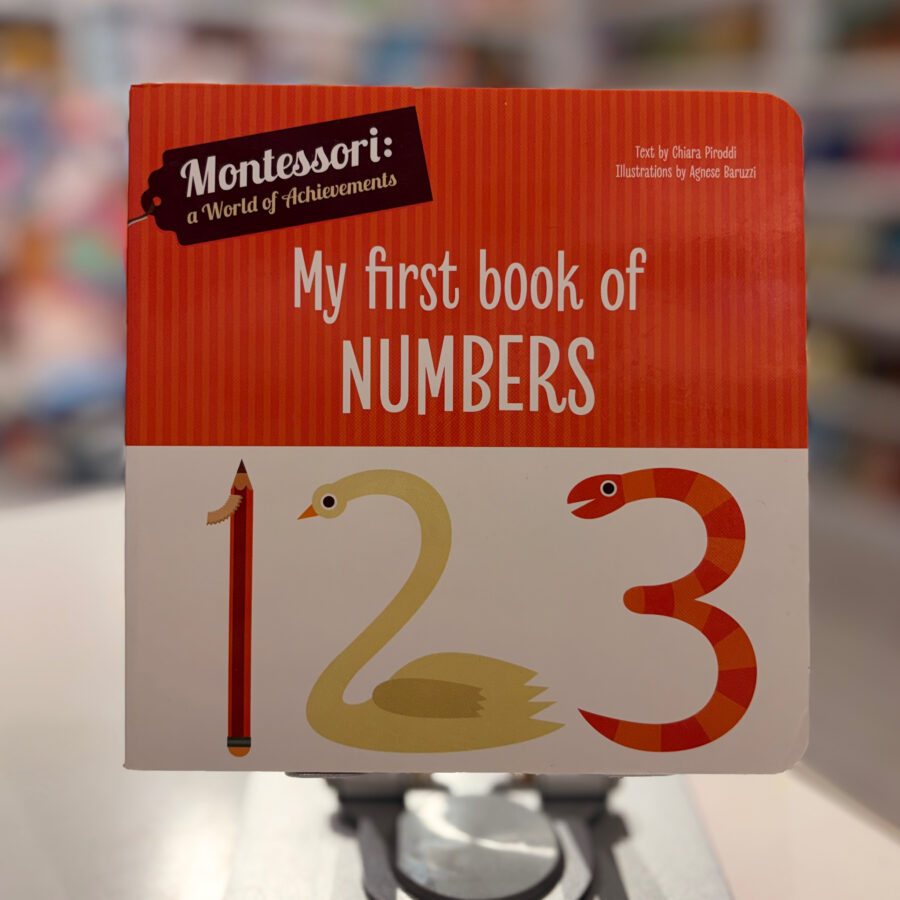 Montessori:
a World of Achievements
Text by Chiara Piroddi
Illustrations by Agnese Baruzzi
My first book of
NUMBERS
1 2 3